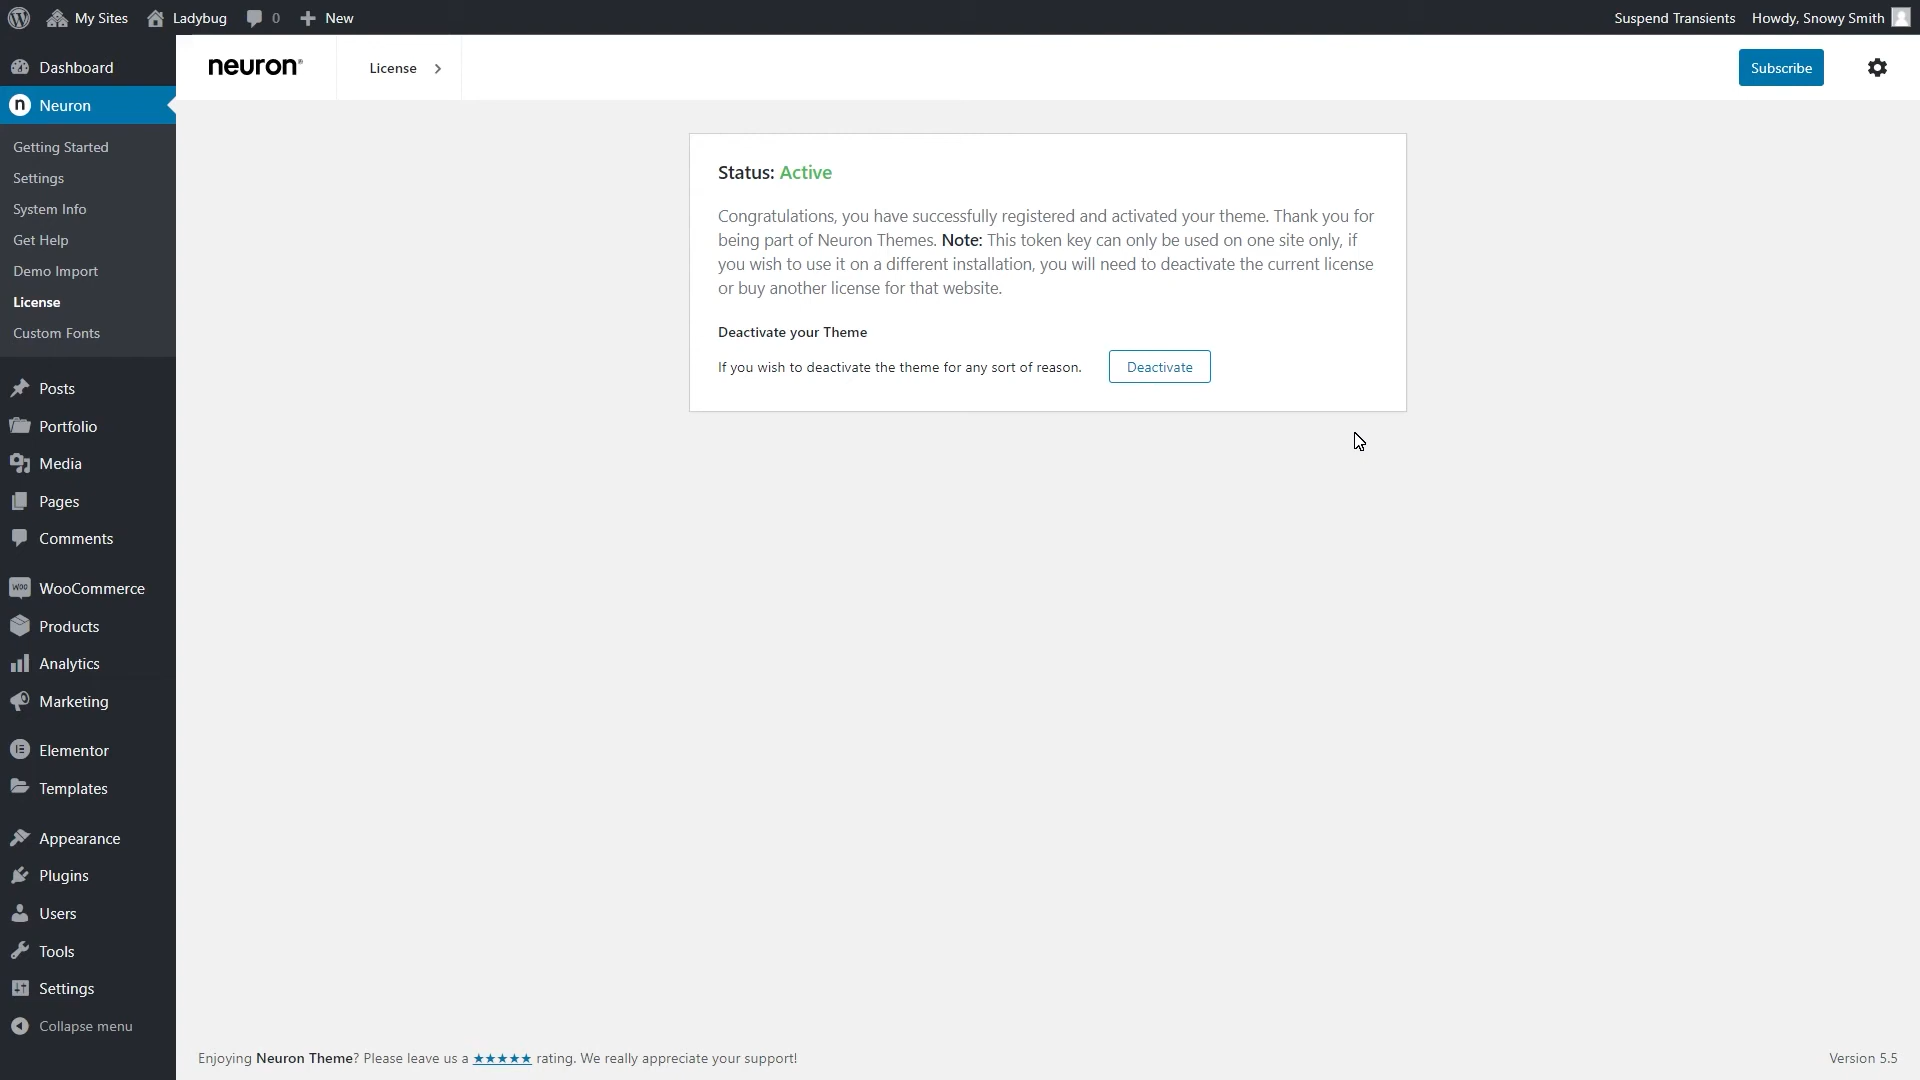 My Sites
Ladybug
0
New
Suspend Transients
Howdy, Snowy Smith
Dashboard
Neuron
Getting Started
Settings
System Info
Get Help
Demo Import
License
Custom Fonts
Posts
Portfolio
Media
Pages
Comments
WooCommerce
Products
Analytics
Marketing
Elementor
Templates
Appearance
Plugins
Users
Tools
Settings
Collapse menu
neuron®
License
Subscribe
Status: Active
Congratulations, you have successfully registered and activated your theme. Thank you for
being part of Neuron Themes. Note: This token key can only be used on one site only, if
you wish to use it on a different installation, you will need to deactivate the current license
or buy another license for that website.
Deactivate your Theme
If you wish to deactivate the theme for any sort of reason.
Deactivate
Enjoying Neuron Theme? Please leave us a ★★★★★ rating. We really appreciate your support!
Version 5.5